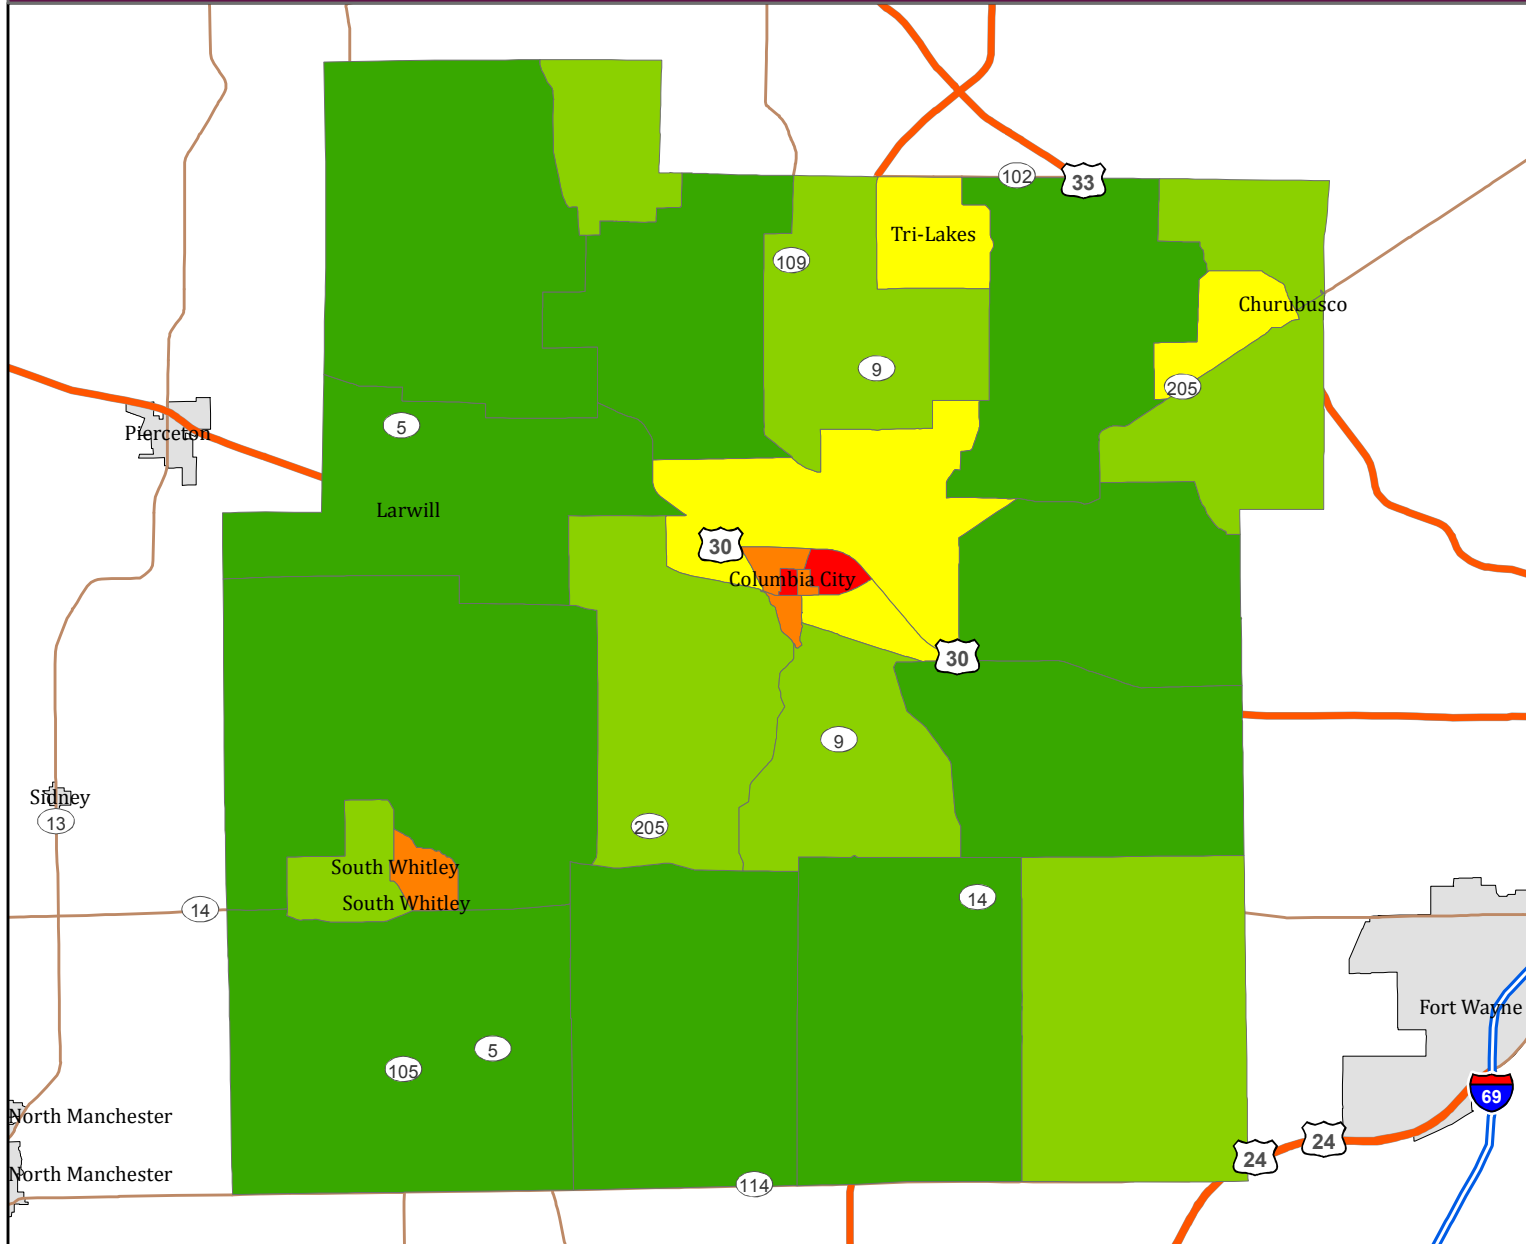 102
33
Tri-Lakes
109
Churubusco
9
205
5
Pierceton
Larwill
30
Columbia City
30
9
Sidney
13
205
South Whitley
South Whitley
14
14
Fort Wayne
5
105
69
North Manchester
24
24
North Manchester
114